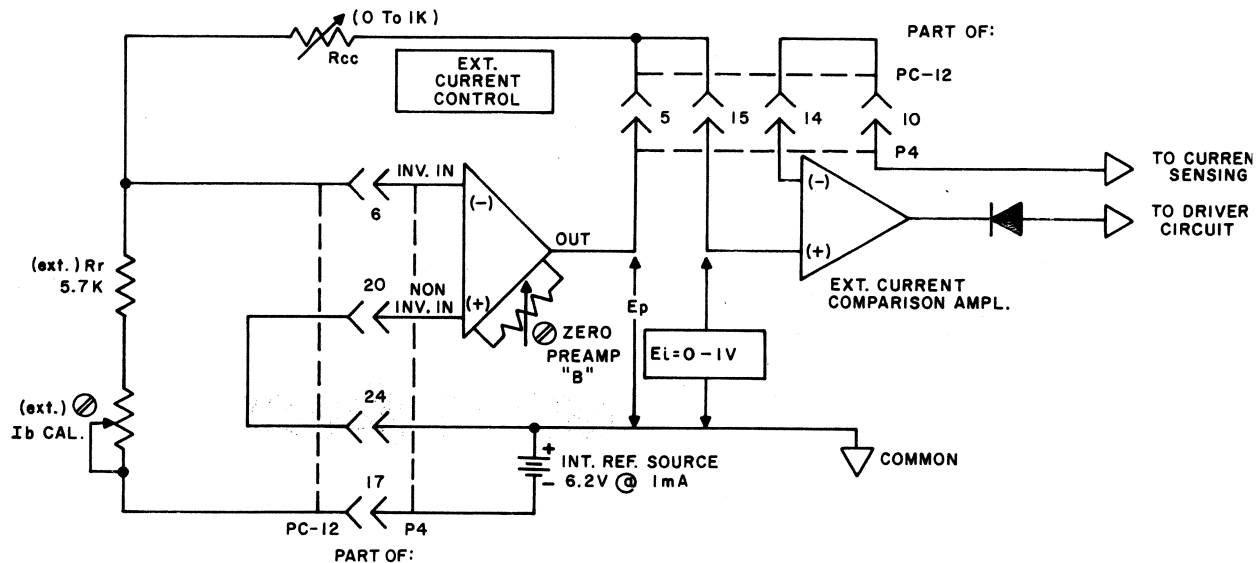 (0 To 1K)
Rcc
EXT.
CURRENT
CONTROL
PART OF:
PC-12
5
15
14
10
P4
TO CURREN
SENSING
TO DRIVER
CIRCUIT
INV. IN
6
(-)
OUT
(ext.) Rr
5.7K
20
NON
INV. IN
(+)
ZERO
PREAMP
"B"
Ep
Ei=0-1V
(-)
(+)
EXT. CURRENT
COMPARISON AMPL.
(ext.)
Ib CAL.
24
+
-
INT. REF. SOURCE
6.2V @ 1mA
COMMON
17
PC-12
P4
PART OF: